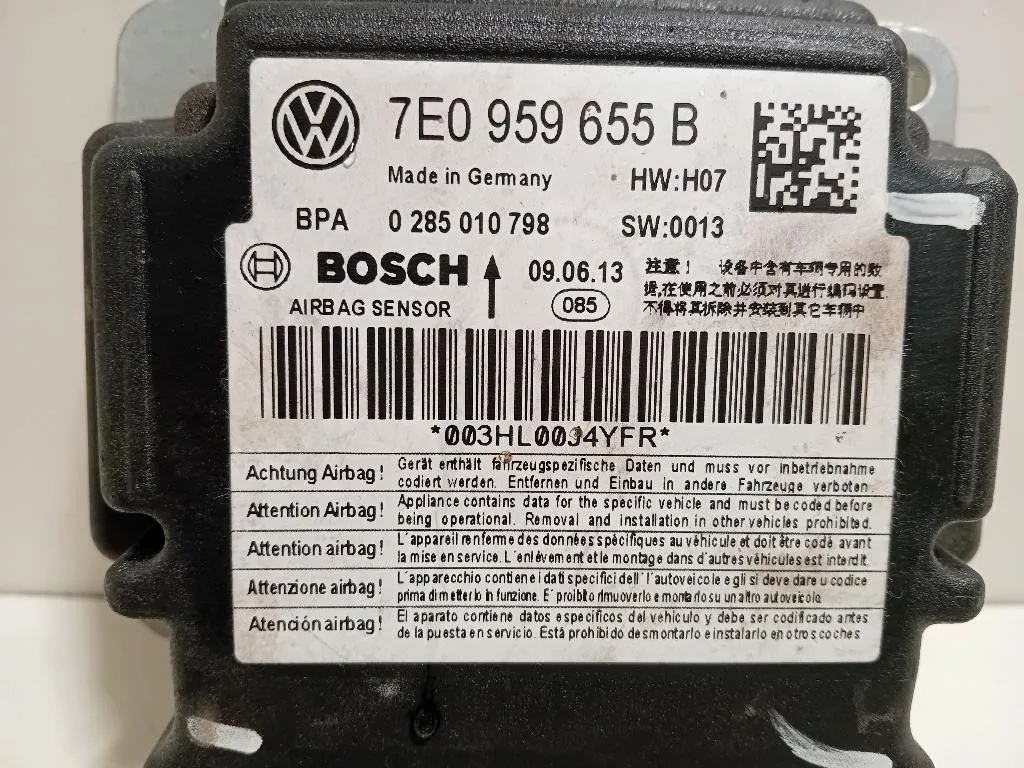 7E0 959 655 B
Made in Germany HW:H07
BPA 0 285 010 798 SW:0013
BOSCH 09.06.13
AIRBAG SENSOR 085
注意! 设备中含有车辆专用的数
据,在使用之前必须对其进行编码设置
不得将其拆除并安装到其它车辆中
*003HL00J4YFR*
Achtung Airbag! Gerät enthält fahrzeugspezifische Daten und muss vor Inbetriebnahme
codiert werden. Entfernen und Einbau in andere Fahrzeuge verboten
Attention Airbag! Appliance contains data for the specific vehicle and must be coded before
being operational. Removal and installation in other vehicles prohibited.
Attention airbag! L'appareil renferme des données spécifiques au véhicule et doit être codé avant
la mise en service. L'enlévement et le montage dans d'autres véhicules est interdit.
Attenzione airbag! L'apparecchio contiene i dati specifici dell'l'autoveicolo e gli si deve dare u codice
prima di metterlo in funzione. E' proibito rimuoverlo e montarlo su un altro autoveicolo
Atención airbag! El aparato contiene datos especificos del vehículo y debe ser codificado antes
de la puesta en servicio. Está prohibido desmontarlo e instalarlo en otros coches